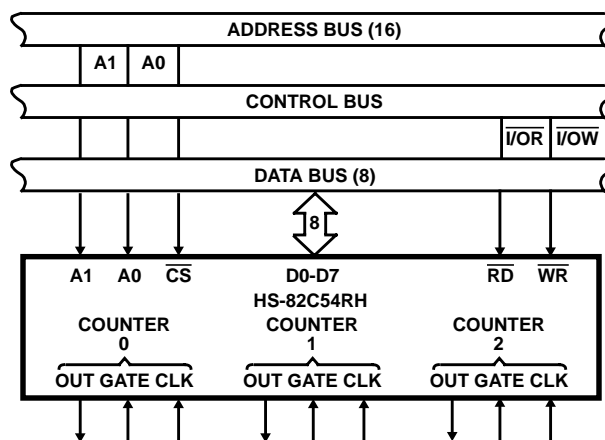 ADDRESS BUS (16)
A1 A0
CONTROL BUS
I/OR I/OW
DATA BUS (8)
8
A1 A0 CS D0-D7 RD WR
HS-82C54RH
COUNTER COUNTER COUNTER
0 1 2
OUT GATE CLK OUT GATE CLK OUT GATE CLK